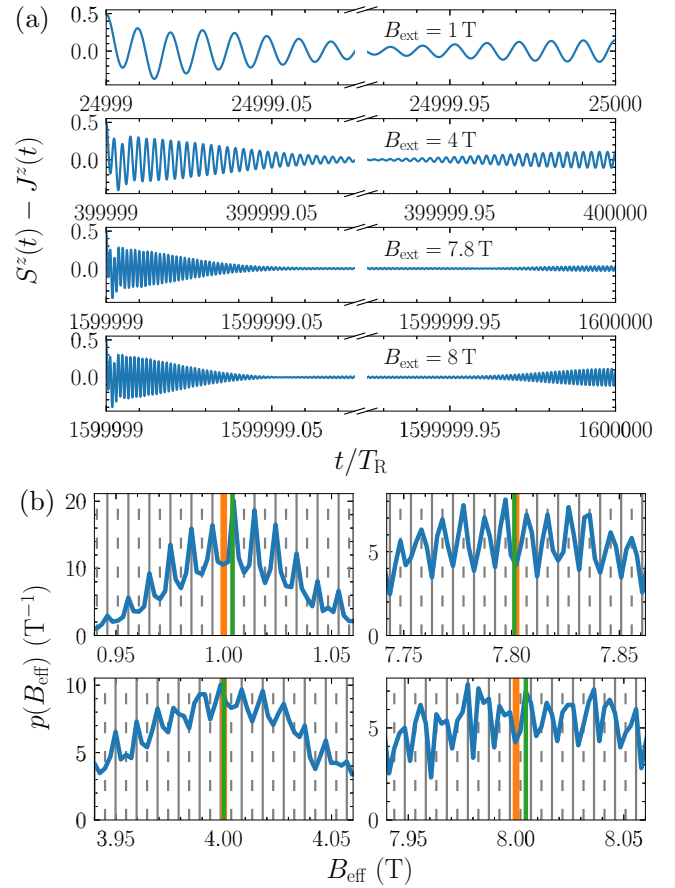 (a)
S^z(t) − J^z(t)
0.5
0.0
B_ext = 1 T
24999 24999.05 24999.95 25000
0.5
0.0
B_ext = 4 T
399999 399999.05 399999.95 400000
0.5
0.0
B_ext = 7.8 T
1599999 1599999.05 1599999.95 1600000
0.5
0.0
B_ext = 8 T
1599999 1599999.05 1599999.95 1600000
t/T_R
(b)
p(B_eff) (T⁻¹)
20
10
0
0.95 1.00 1.05
5
0
7.75 7.80 7.85
10
5
0
3.95 4.00 4.05
5
0
7.95 8.00 8.05
B_eff (T)